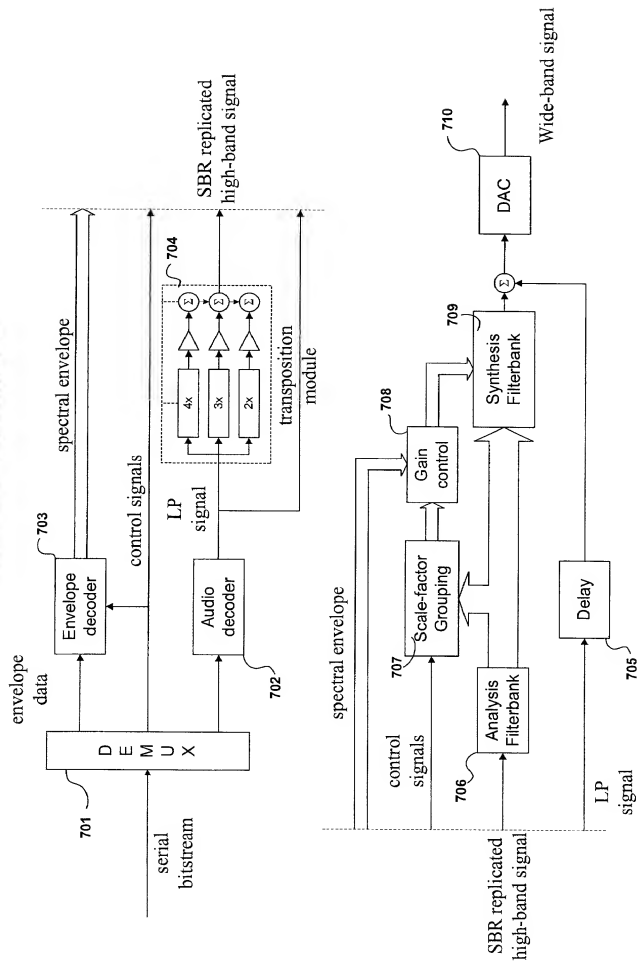 serial
bitstream
701
D E M U X
envelope
data
703
Envelope
decoder
spectral envelope
control signals
Audio
decoder
702
LP
signal
704
4x
3x
2x
Σ
Σ
Σ
transposition
module
SBR replicated
high-band signal
spectral envelope
control
signals
SBR replicated
high-band signal
LP
signal
706
Analysis
Filterbank
707
Scale-factor
Grouping
708
Gain
control
709
Synthesis
Filterbank
Delay
705
Σ
710
DAC
Wide-band signal